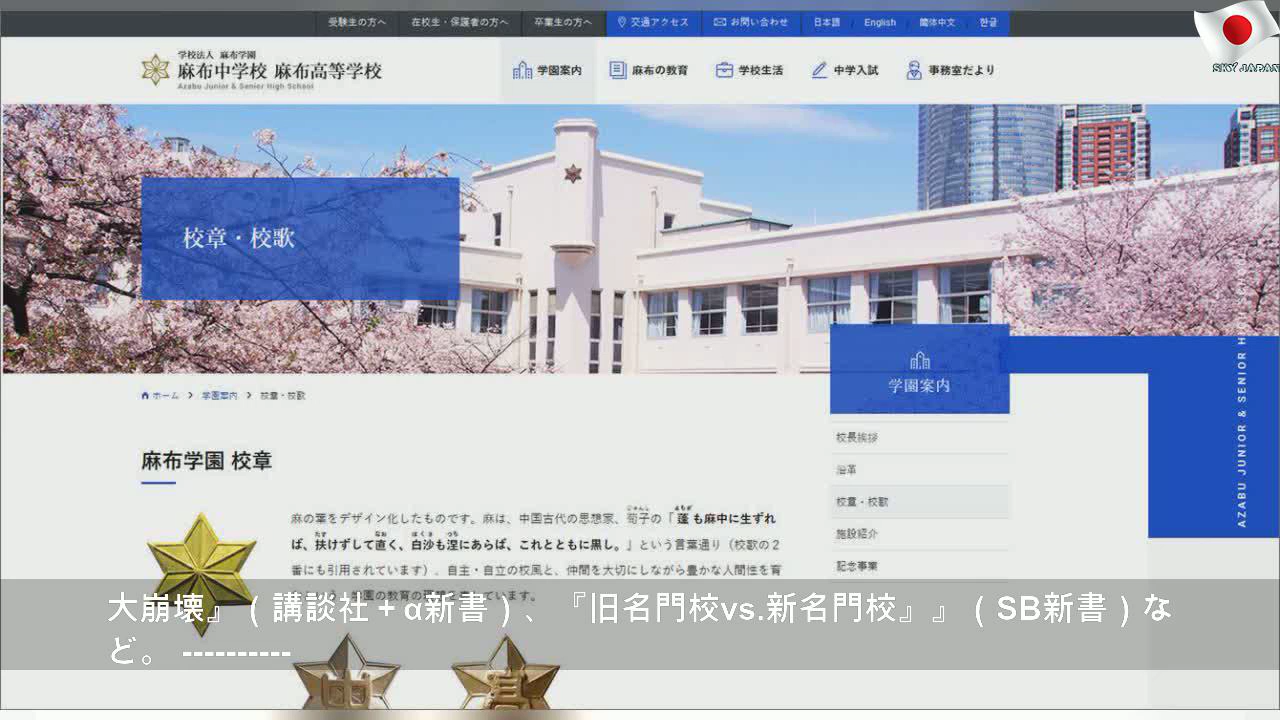 受験生の方へ 在校生・保護者の方へ 卒業生の方へ 交通アクセス お問い合わせ 日本語 English 簡体中文 한글
SKY JAPAN
学校法人 麻布学園
麻布中学校 麻布高等学校
Azabu Junior & Senior High School
学園案内 麻布の教育 学校生活 中学入試 事務室だより
校章・校歌
学園案内
ホーム 学園案内 校章・校歌
校長挨拶
沿革
校章・校歌
施設紹介
記念事業
AZABU JUNIOR & SENIOR H
麻布学園 校章
麻の葉をデザイン化したものです。麻は、中国古代の思想家、荀子の「蓬も麻中に生ずれ
ば、扶けずして直く、白沙も涅にあらば、これとともに黒し。」という言葉通り（校歌の２
番にも引用されています）、自主・自立の校風と、仲間を大切にしながら豊かな人間性を育
学園の教育の
ています。
大崩壊』（講談社＋α新書）、『旧名門校vs.新名門校』』（SB新書）な
ど。 ----------